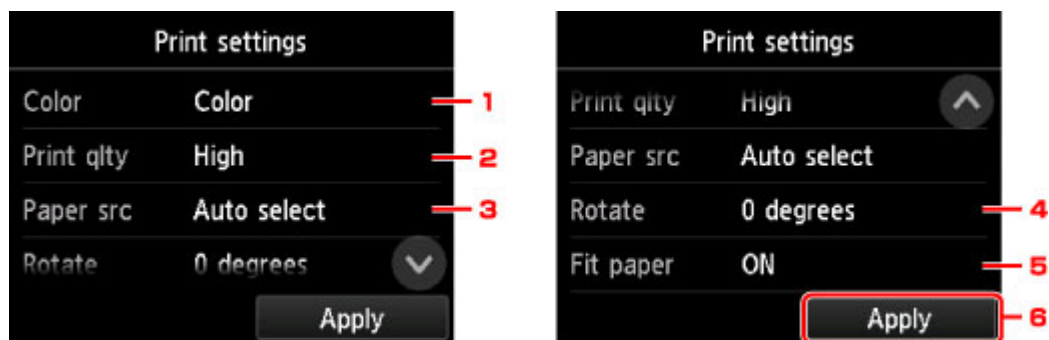 Print settings
Color Color 1
Print qlty High 2
Paper src Auto select 3
Rotate 0 degrees
Apply
Print settings
Print qlty High
Paper src Auto select
Rotate 0 degrees 4
Fit paper ON 5
Apply 6